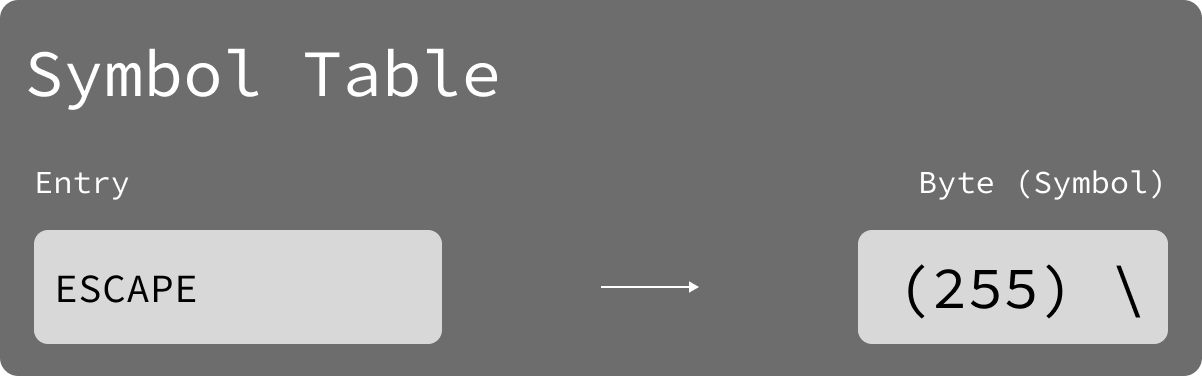 Symbol Table
Entry Byte (Symbol)
ESCAPE (255) \